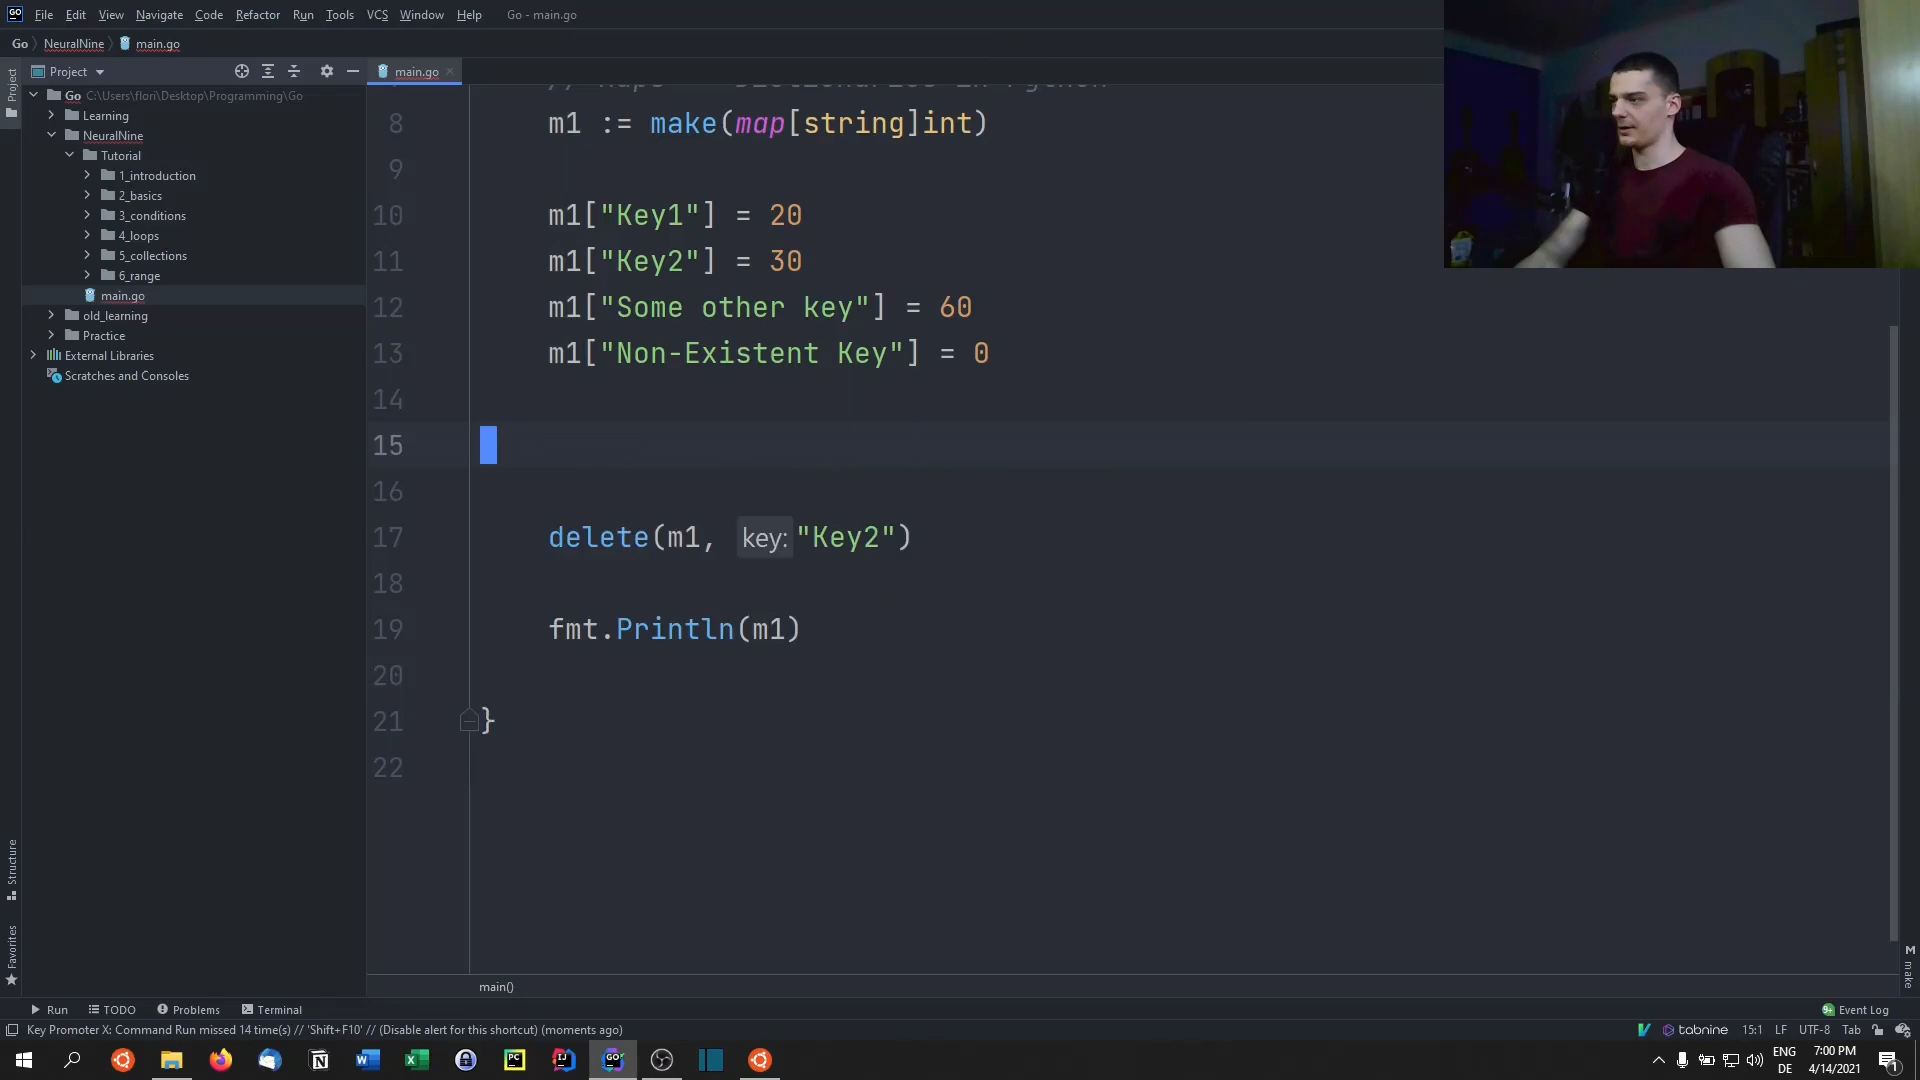 GO File Edit View Navigate Code Refactor Run Tools VCS Window Help Go - main.go
Go NeuralNine main.go
Project
Project
main.go
Go C:\Users\flori\Desktop\Programming\Go
Learning
NeuralNine
Tutorial
1_introduction
2_basics
3_conditions
4_loops
5_collections
6_range
main.go
old_learning
Practice
External Libraries
Scratches and Consoles
Structure
Favorites
8 m1 := make(map[string]int)
9
10 m1["Key1"] = 20
11 m1["Key2"] = 30
12 m1["Some other key"] = 60
13 m1["Non-Existent Key"] = 0
14
15
16
17 delete(m1, key: "Key2")
18
19 fmt.Println(m1)
20
21 }
22
main()
M make
Run TODO Problems Terminal Event Log
Key Promoter X: Command Run missed 14 time(s) // 'Shift+F10' // (Disable alert for this shortcut) (moments ago)
tabnine 15:1 LF UTF-8 Tab
ENG 7:00 PM
DE 4/14/2021